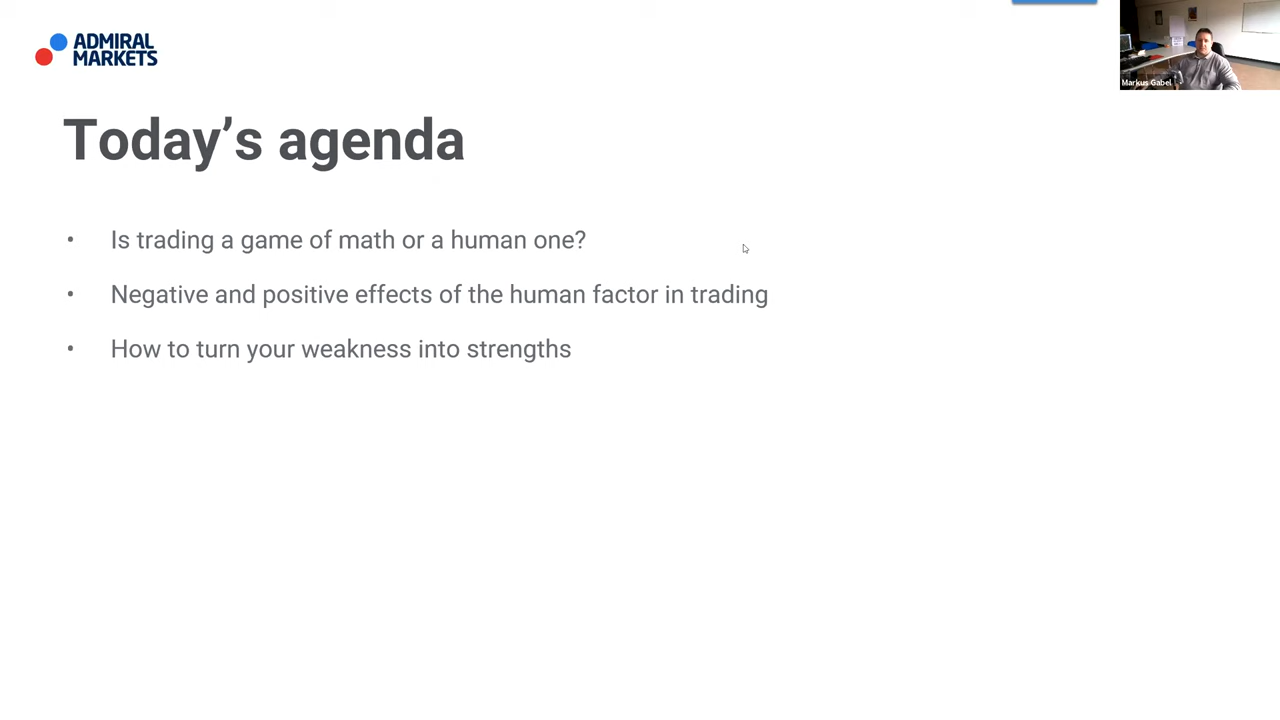 ADMIRAL
MARKETS
Markus Gabel
Today’s agenda
• Is trading a game of math or a human one?
• Negative and positive effects of the human factor in trading
• How to turn your weakness into strengths